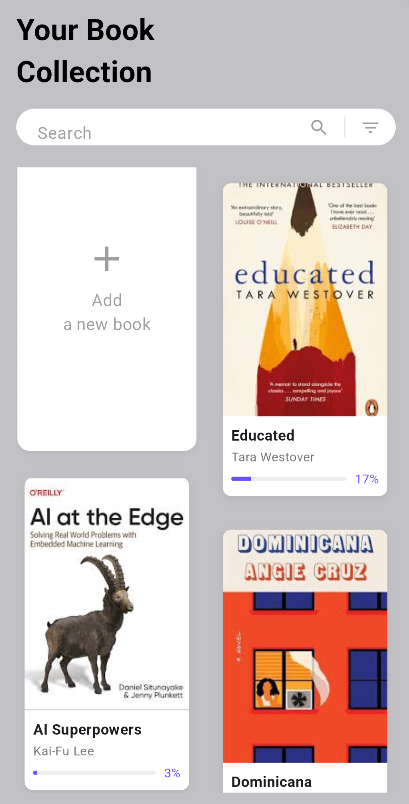 Your Book
Collection
Search
Add
a new book
THE INTERNATIONAL BESTSELLER
'An extraordinary story,
beautifully told'
LOUISE O'NEILL
'One of the best books
I have ever read . . .
unbelievably moving'
ELIZABETH DAY
educated
TARA WESTOVER
'A memoir to stand alongside the
classics . . . compelling and joyous'
SUNDAY TIMES
Educated
Tara Westover
17%
O'REILLY
AI at the Edge
Solving Real World Problems with
Embedded Machine Learning
Daniel Situnayake
& Jenny Plunkett
AI Superpowers
Kai-Fu Lee
3%
DOMINICANA
ANGIE CRUZ
A NOVEL
Dominicana